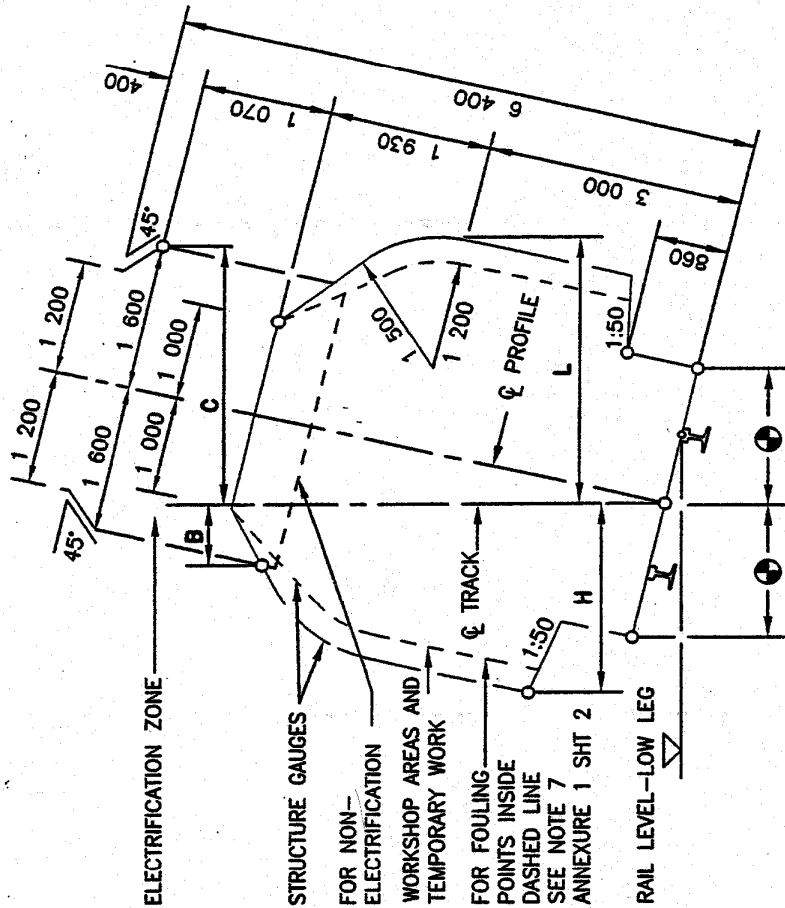 400
1 200
1 200
1 600
1 600
1 000
1 000
45°
45°
1 070
1 930
6 400
3 000
860
C
B
ELECTRIFICATION ZONE
STRUCTURE GAUGES
FOR NON-
ELECTRIFICATION
WORKSHOP AREAS AND
TEMPORARY WORK
FOR FOULING
POINTS INSIDE
DASHED LINE
SEE NOTE 7
ANNEXURE 1 SHT 2
RAIL LEVEL-LOW LEG
℄ TRACK
℄ PROFILE
1 500
1 200
L
H
1:50
1:50